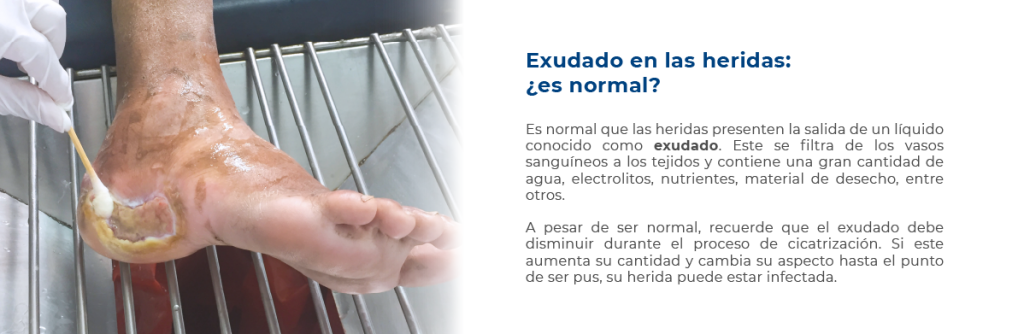 Exudado en las heridas:
¿es normal?
Es normal que las heridas presenten la salida de un líquido
conocido como exudado. Este se filtra de los vasos
sanguíneos a los tejidos y contiene una gran cantidad de
agua, electrolitos, nutrientes, material de desecho, entre
otros.
A pesar de ser normal, recuerde que el exudado debe
disminuir durante el proceso de cicatrización. Si este
aumenta su cantidad y cambia su aspecto hasta el punto
de ser pus, su herida puede estar infectada.